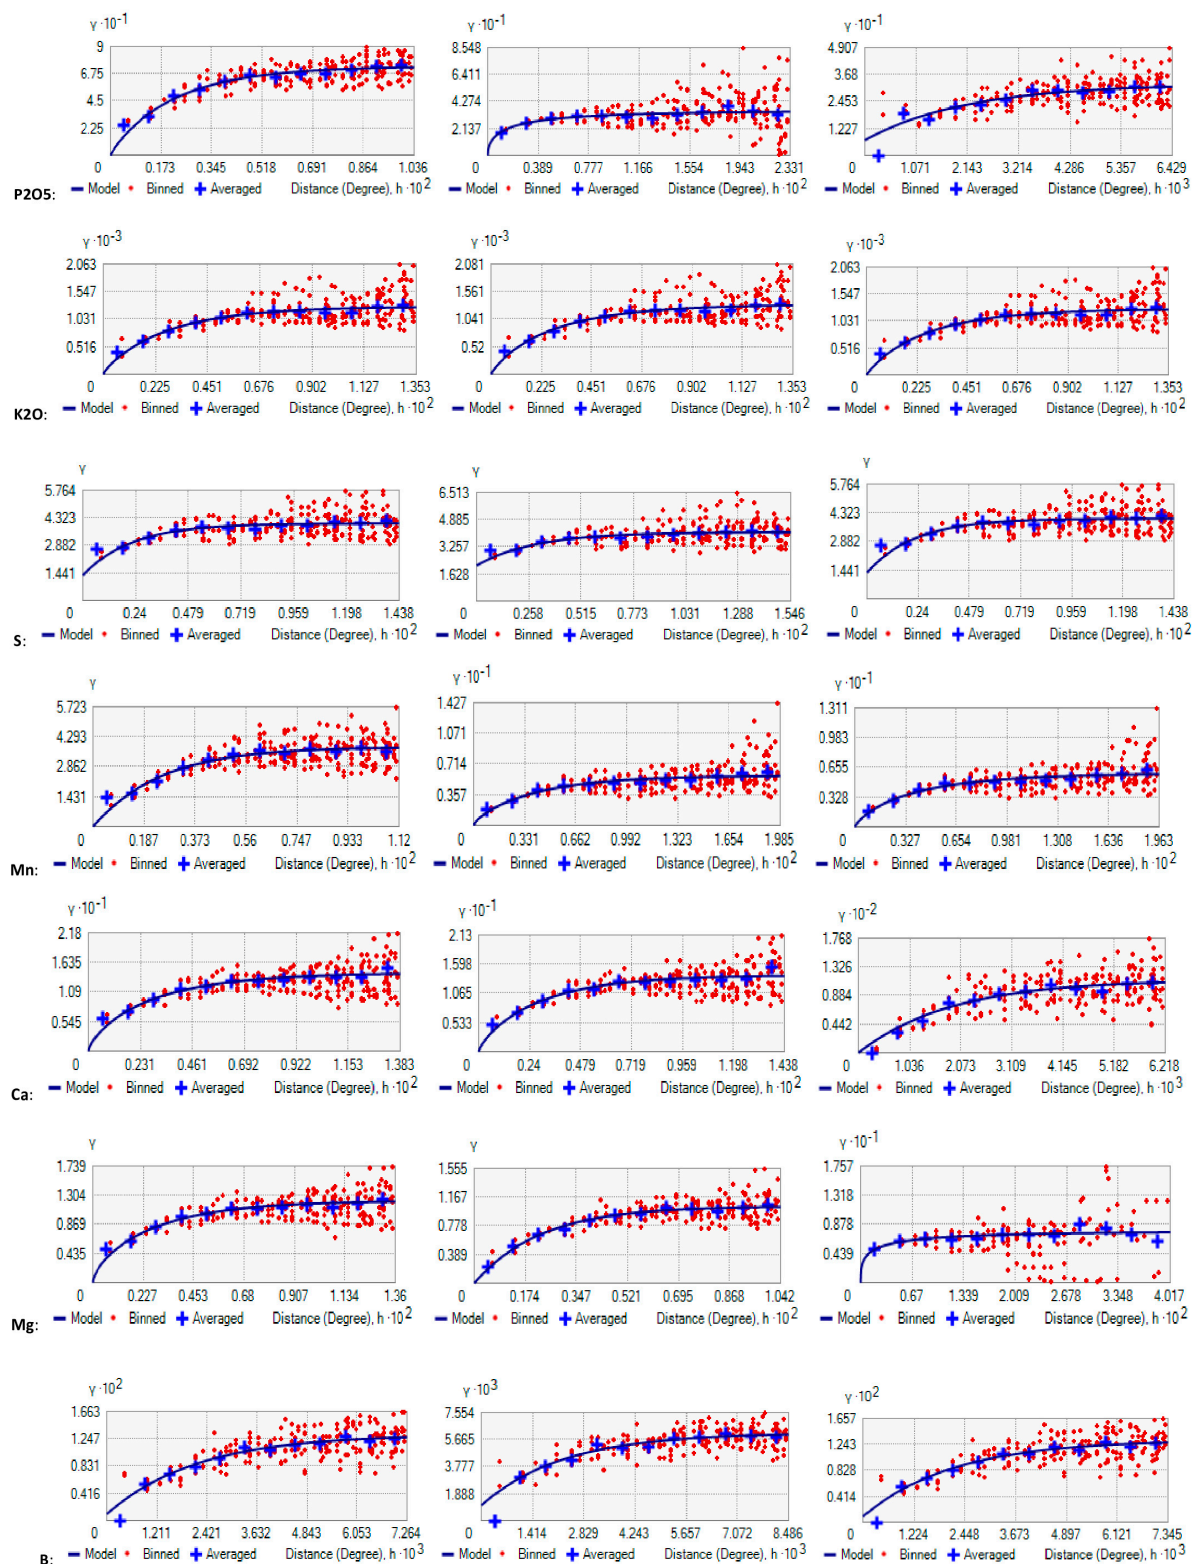 γ ·10⁻¹ γ ·10⁻¹ γ ·10⁻¹
9 8.548 4.907
6.75 6.411 3.68
4.5 4.274 2.453
2.25 2.137 1.227
0 0.173 0.345 0.518 0.691 0.864 1.036 0 0.389 0.777 1.166 1.554 1.943 2.331 0 1.071 2.143 3.214 4.286 5.357 6.429
P2O5: Model Binned Averaged Distance (Degree), h ·10² Model Binned Averaged Distance (Degree), h ·10² Model Binned Averaged Distance (Degree), h ·10³
γ ·10⁻³ γ ·10⁻³ γ ·10⁻³
2.063 2.081 2.063
1.547 1.561 1.547
1.031 1.041 1.031
0.516 0.52 0.516
0 0.225 0.451 0.676 0.902 1.127 1.353 0 0.225 0.451 0.676 0.902 1.127 1.353 0 0.225 0.451 0.676 0.902 1.127 1.353
K2O: Model Binned Averaged Distance (Degree), h ·10² Model Binned Averaged Distance (Degree), h ·10² Model Binned Averaged Distance (Degree), h ·10²
γ γ γ
5.764 6.513 5.764
4.323 4.885 4.323
2.882 3.257 2.882
1.441 1.628 1.441
0 0.24 0.479 0.719 0.959 1.198 1.438 0 0.258 0.515 0.773 1.031 1.288 1.546 0 0.24 0.479 0.719 0.959 1.198 1.438
S: Model Binned Averaged Distance (Degree), h ·10² Model Binned Averaged Distance (Degree), h ·10² Model Binned Averaged Distance (Degree), h ·10²
γ γ ·10⁻¹ γ ·10⁻¹
5.723 1.427 1.311
4.293 1.071 0.983
2.862 0.714 0.655
1.431 0.357 0.328
0 0.187 0.373 0.56 0.747 0.933 1.12 0 0.331 0.662 0.992 1.323 1.654 1.985 0 0.327 0.654 0.981 1.308 1.636 1.963
Mn: Model Binned Averaged Distance (Degree), h ·10² Model Binned Averaged Distance (Degree), h ·10² Model Binned Averaged Distance (Degree), h ·10²
γ ·10⁻¹ γ ·10⁻¹ γ ·10⁻²
2.18 2.13 1.768
1.635 1.598 1.326
1.09 1.065 0.884
0.545 0.533 0.442
0 0.231 0.461 0.692 0.922 1.153 1.383 0 0.24 0.479 0.719 0.959 1.198 1.438 0 1.036 2.073 3.109 4.145 5.182 6.218
Ca: Model Binned Averaged Distance (Degree), h ·10² Model Binned Averaged Distance (Degree), h ·10² Model Binned Averaged Distance (Degree), h ·10³
γ γ γ ·10⁻¹
1.739 1.555 1.757
1.304 1.167 1.318
0.869 0.778 0.878
0.435 0.389 0.439
0 0.227 0.453 0.68 0.907 1.134 1.36 0 0.174 0.347 0.521 0.695 0.868 1.042 0 0.67 1.339 2.009 2.678 3.348 4.017
Mg: Model Binned Averaged Distance (Degree), h ·10² Model Binned Averaged Distance (Degree), h ·10² Model Binned Averaged Distance (Degree), h ·10²
γ ·10² γ ·10³ γ ·10²
1.663 7.554 1.657
1.247 5.665 1.243
0.831 3.777 0.828
0.416 1.888 0.414
0 1.211 2.421 3.632 4.843 6.053 7.264 0 1.414 2.829 4.243 5.657 7.072 8.486 0 1.224 2.448 3.673 4.897 6.121 7.345
B: Model Binned Averaged Distance (Degree), h ·10³ Model Binned Averaged Distance (Degree), h ·10³ Model Binned Averaged Distance (Degree), h ·10³